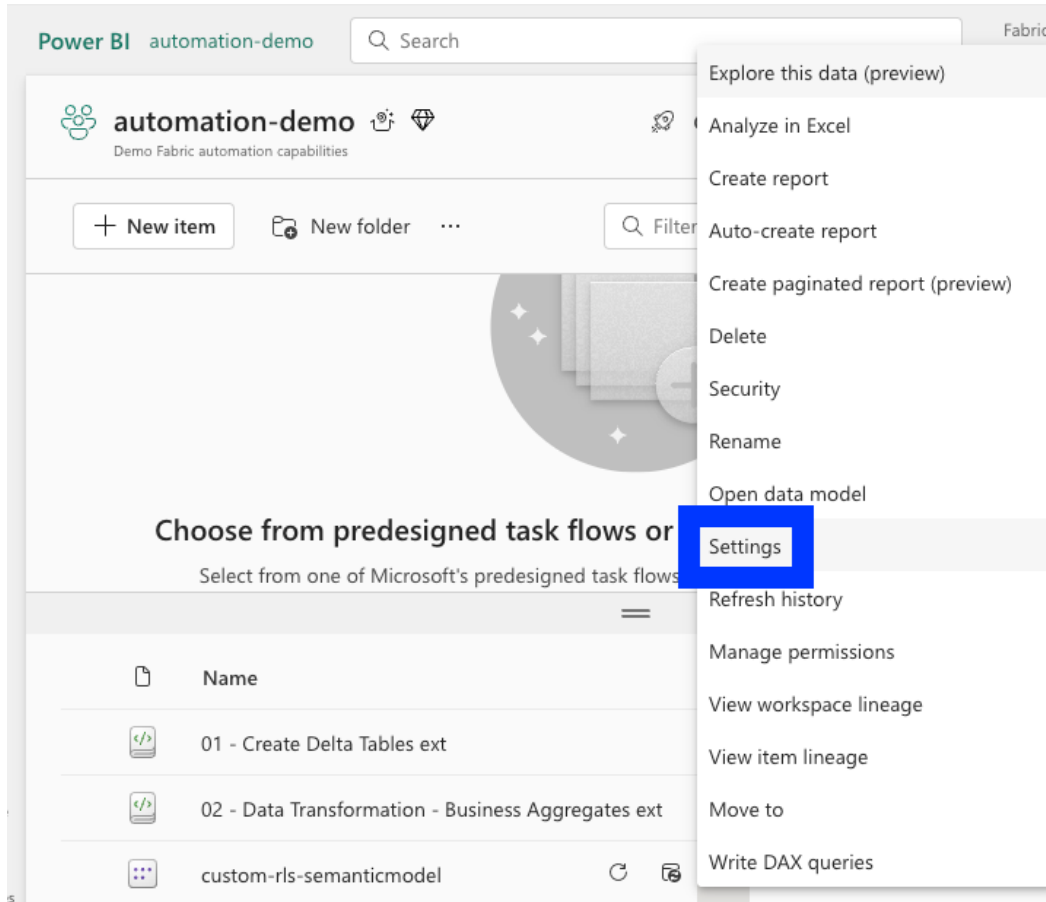 Power BI automation-demo Search Fabric
automation-demo
Demo Fabric automation capabilities
+ New item New folder ... Filter
Choose from predesigned task flows or
Select from one of Microsoft's predesigned task flows
Name
01 - Create Delta Tables ext
02 - Data Transformation - Business Aggregates ext
custom-rls-semanticmodel
Explore this data (preview)
Analyze in Excel
Create report
Auto-create report
Create paginated report (preview)
Delete
Security
Rename
Open data model
Settings
Refresh history
Manage permissions
View workspace lineage
View item lineage
Move to
Write DAX queries